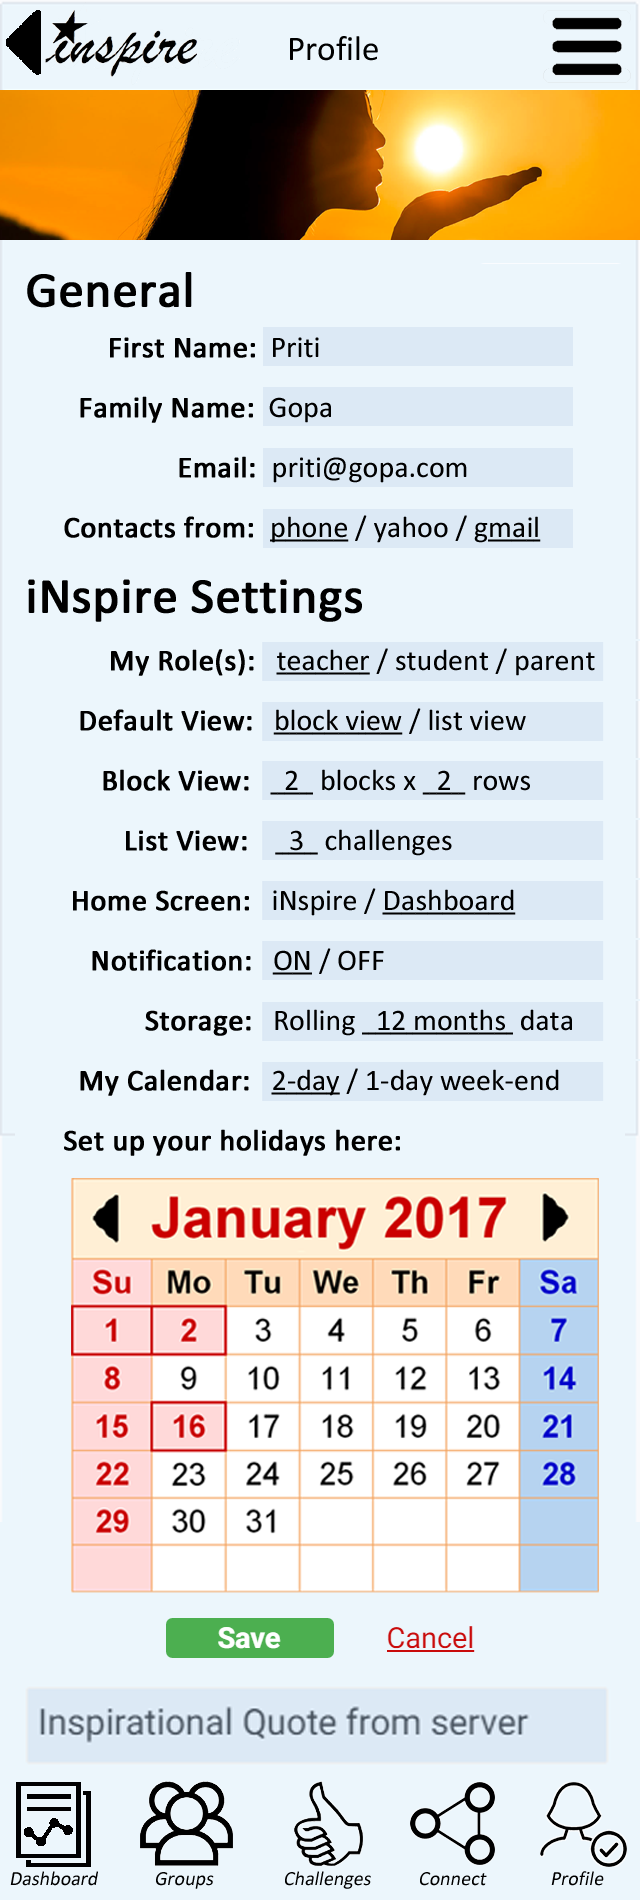 inspire
Profile
General
First Name: Priti
Family Name: Gopa
Email: priti@gopa.com
Contacts from: phone / yahoo / gmail
iNspire Settings
My Role(s): teacher / student / parent
Default View: block view / list view
Block View: _2_ blocks x _2_ rows
List View: _3_ challenges
Home Screen: iNspire / Dashboard
Notification: ON / OFF
Storage: Rolling _12 months_ data
My Calendar: 2-day / 1-day week-end
Set up your holidays here:
January 2017
Su Mo Tu We Th Fr Sa
1 2 3 4 5 6 7
8 9 10 11 12 13 14
15 16 17 18 19 20 21
22 23 24 25 26 27 28
29 30 31
Save Cancel
Inspirational Quote from server
Dashboard Groups Challenges Connect Profile